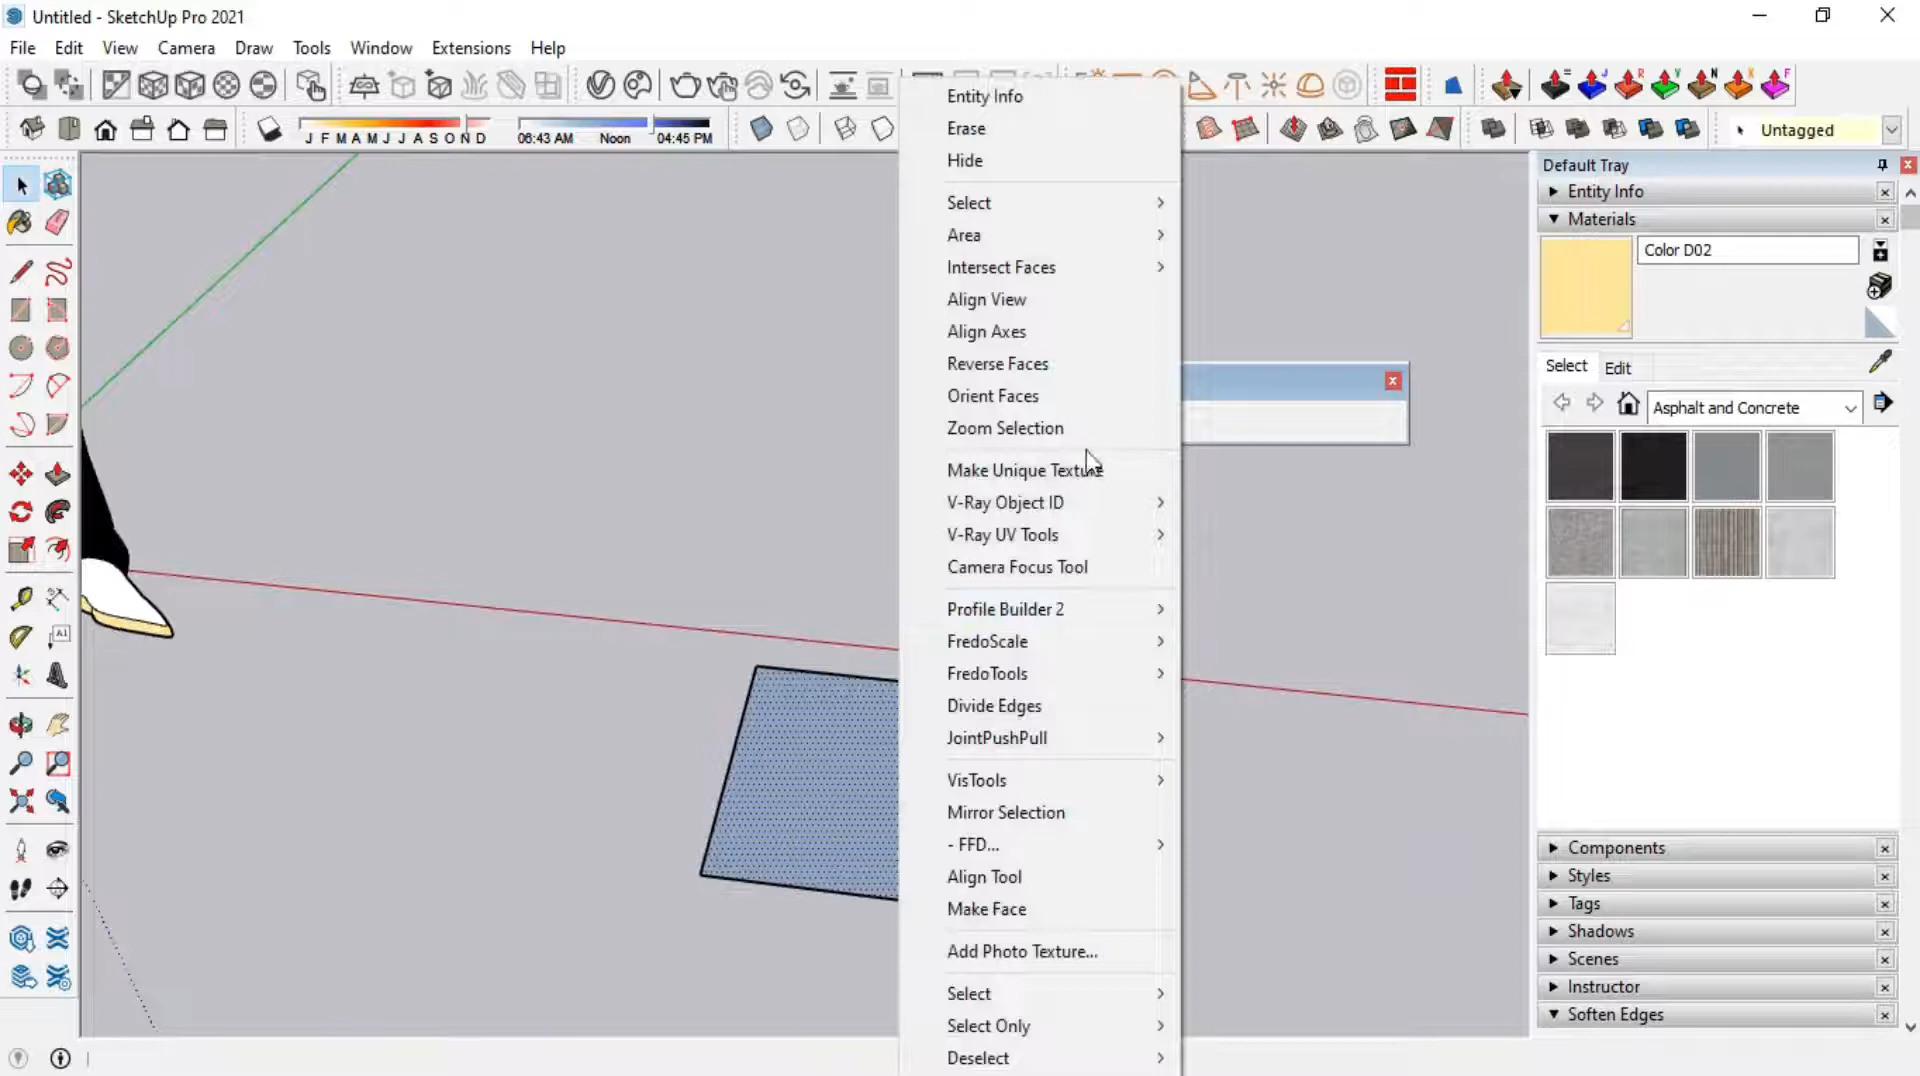 Untitled - SketchUp Pro 2021
File Edit View Camera Draw Tools Window Extensions Help
J F M A M J J A S O N D 06:43 AM Noon 04:45 PM
Untagged
Entity Info
Erase
Hide
Select
Area
Intersect Faces
Align View
Align Axes
Reverse Faces
Orient Faces
Zoom Selection
Make Unique Texture
V-Ray Object ID
V-Ray UV Tools
Camera Focus Tool
Profile Builder 2
FredoScale
FredoTools
Divide Edges
JointPushPull
VisTools
Mirror Selection
- FFD...
Align Tool
Make Face
Add Photo Texture...
Select
Select Only
Deselect
Default Tray
Entity Info
Materials
Color D02
Select Edit
Asphalt and Concrete
Components
Styles
Tags
Shadows
Scenes
Instructor
Soften Edges